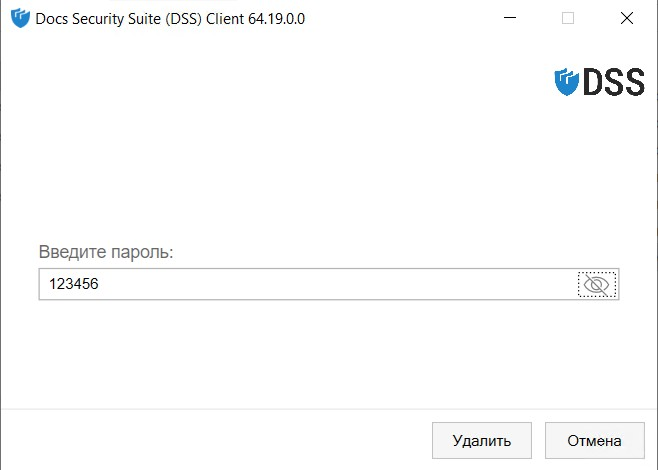 Docs Security Suite (DSS) Client 64.19.0.0
DSS
Введите пароль:
123456
Удалить
Отмена